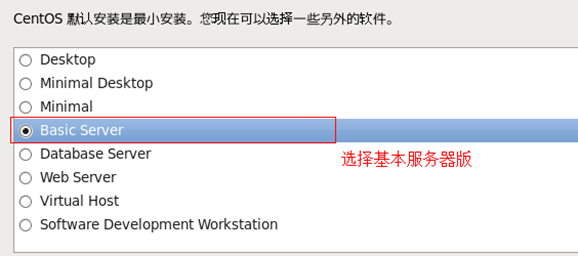 CentOS 默认安装是最小安装。您现在可以选择一些另外的软件。
Desktop
Minimal Desktop
Minimal
Basic Server
Database Server
选择基本服务器版
Web Server
Virtual Host
Software Development Workstation